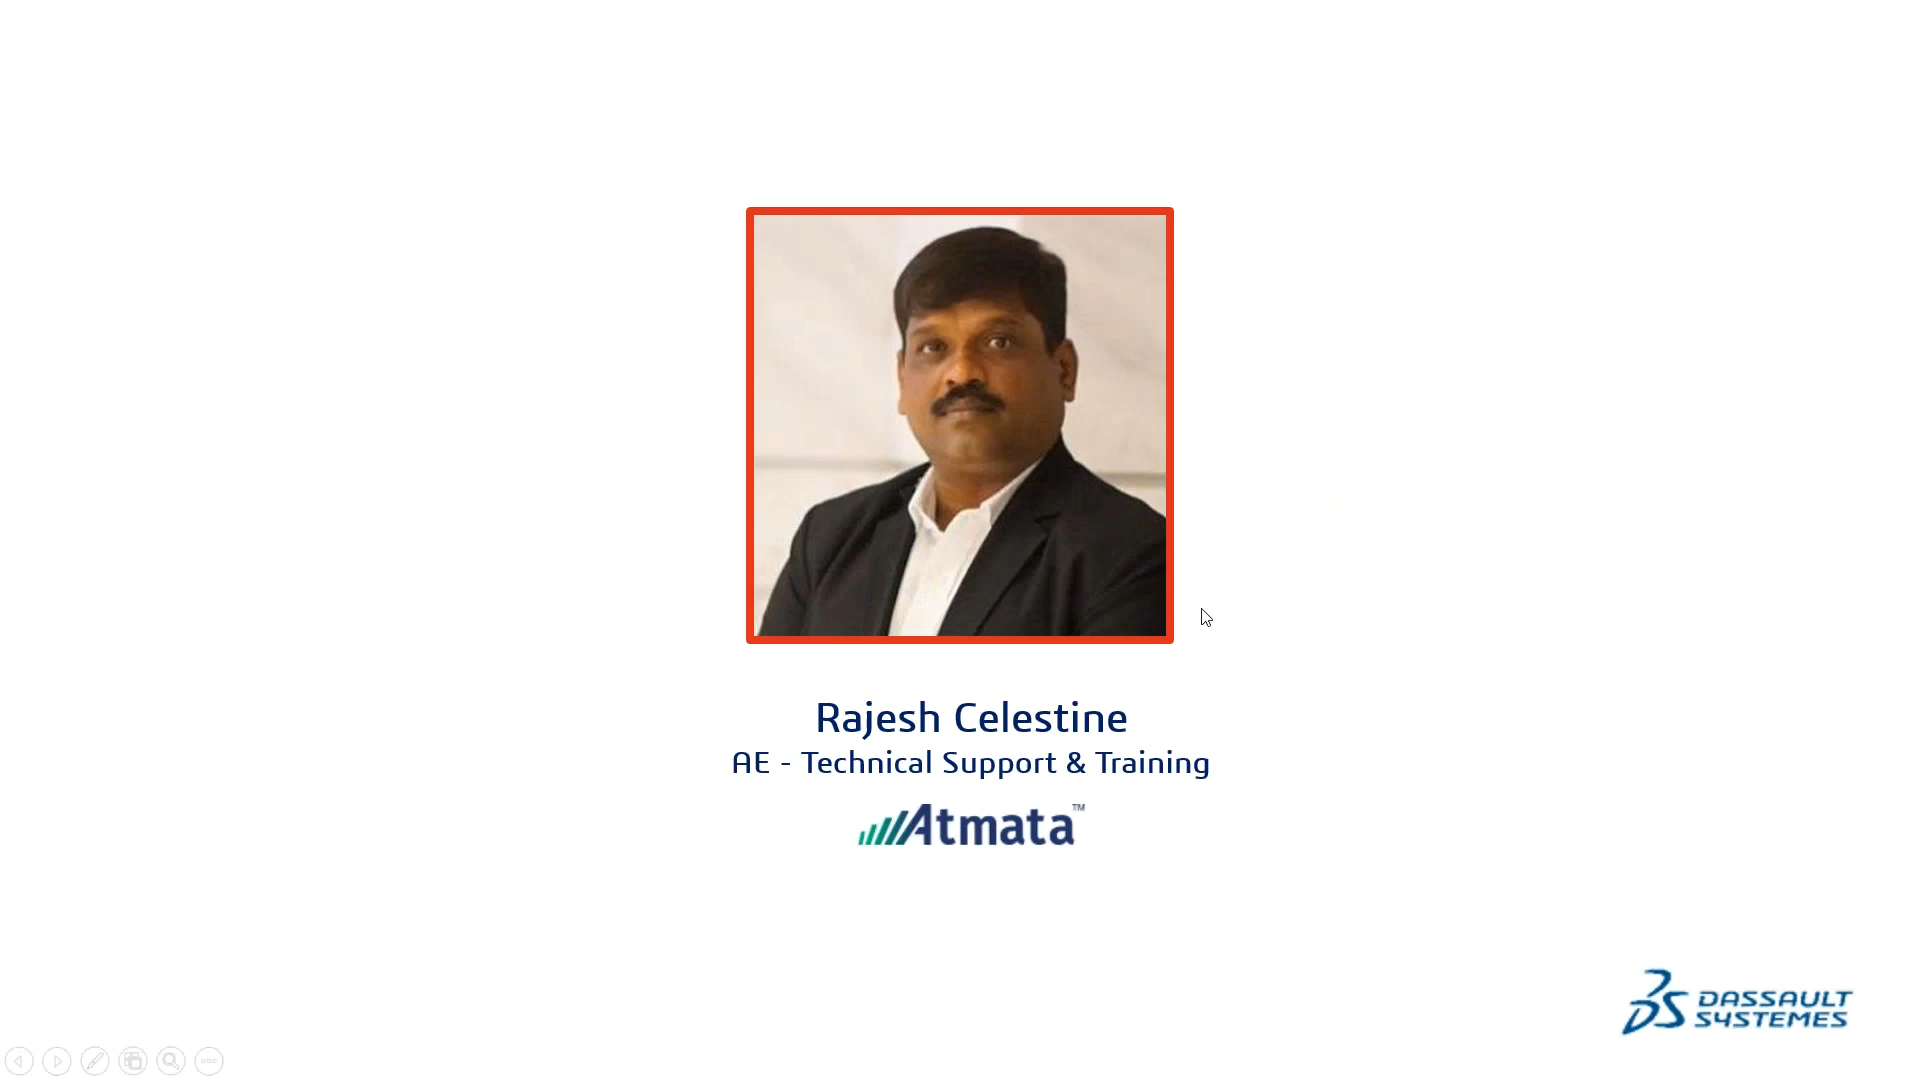 Rajesh Celestine
AE - Technical Support & Training
Atmata™
DASSAULT
SYSTEMES